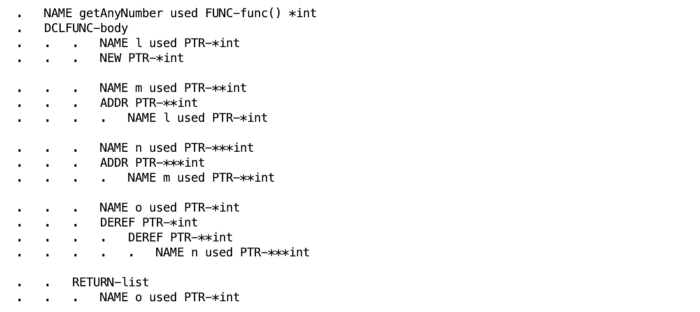 .   NAME getAnyNumber used FUNC-func() *int
.   DCLFUNC-body
.   .   .   NAME l used PTR-*int
.   .   .   NEW PTR-*int
.   .   .   NAME m used PTR-**int
.   .   .   ADDR PTR-**int
.   .   .   .   NAME l used PTR-*int
.   .   .   NAME n used PTR-***int
.   .   .   ADDR PTR-***int
.   .   .   .   NAME m used PTR-**int
.   .   .   NAME o used PTR-*int
.   .   .   DEREF PTR-*int
.   .   .   .   DEREF PTR-**int
.   .   .   .   .   NAME n used PTR-***int
.   .   RETURN-list
.   .   .   NAME o used PTR-*int